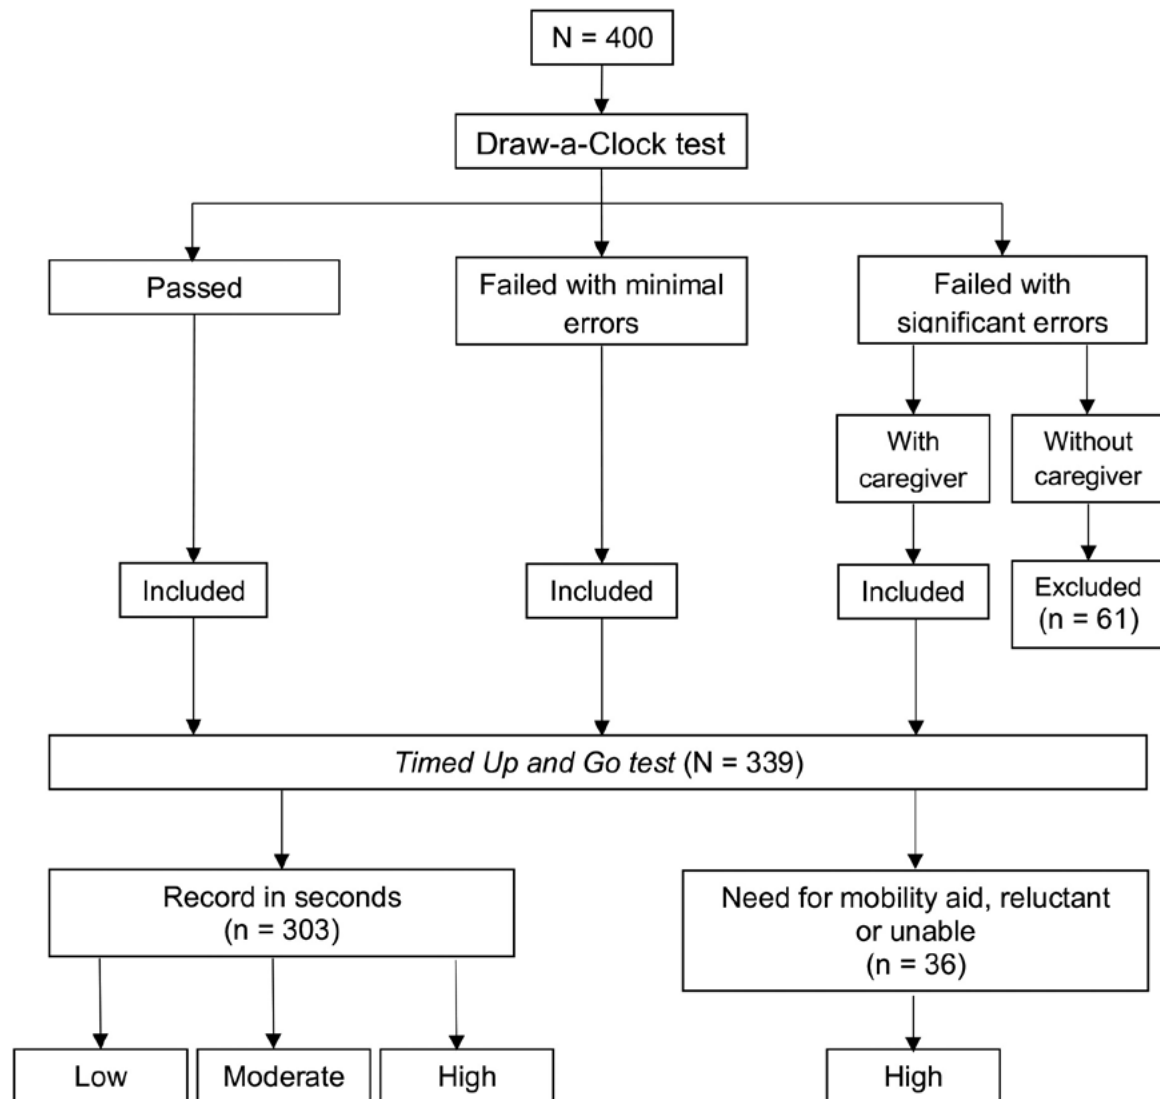 N = 400
Draw-a-Clock test
Passed
Failed with minimal
errors
Failed with
significant errors
With
caregiver
Without
caregiver
Included
Included
Included
Excluded
(n = 61)
Timed Up and Go test (N = 339)
Record in seconds
(n = 303)
Need for mobility aid, reluctant
or unable
(n = 36)
Low
Moderate
High
High